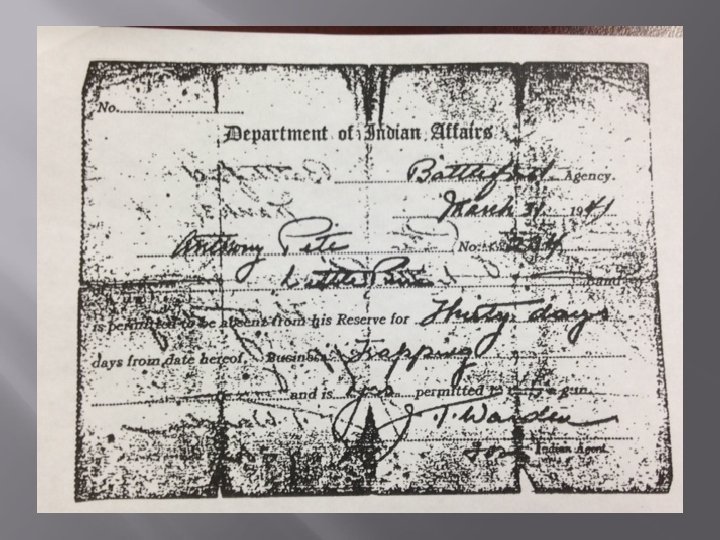 No.
Department of Indian Affairs
Battleford Agency.
March 31 1941
Anthony Pete No.
Little Pine Band
is permitted to be absent from his Reserve for Thirty days
days from date hereof. Business Trapping
and is permitted to carry a gun.
Indian Agent.